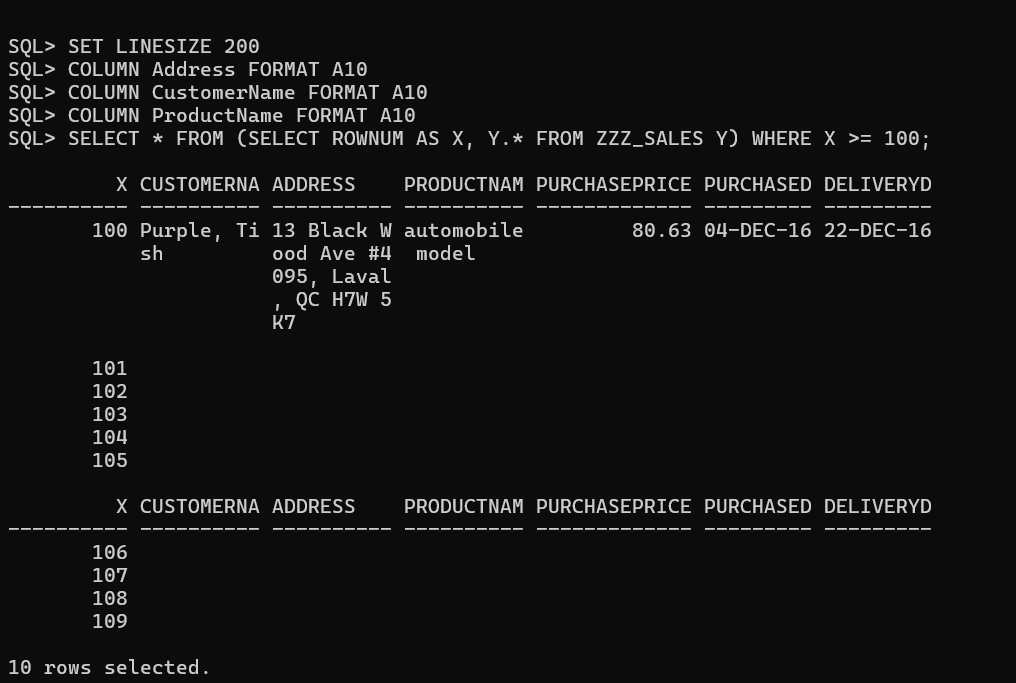 SQL> SET LINESIZE 200
SQL> COLUMN Address FORMAT A10
SQL> COLUMN CustomerName FORMAT A10
SQL> COLUMN ProductName FORMAT A10
SQL> SELECT * FROM (SELECT ROWNUM AS X, Y.* FROM ZZZ_SALES Y) WHERE X >= 100;
         X CUSTOMERNA ADDRESS    PRODUCTNAM PURCHASEPRICE PURCHASED DELIVERYD
---------- ---------- ---------- ---------- ------------- --------- ---------
       100 Purple, Ti 13 Black W automobile         80.63 04-DEC-16 22-DEC-16
           sh         ood Ave #4  model
                      095, Laval
                      , QC H7W 5
                      K7
       101
       102
       103
       104
       105
         X CUSTOMERNA ADDRESS    PRODUCTNAM PURCHASEPRICE PURCHASED DELIVERYD
---------- ---------- ---------- ---------- ------------- --------- ---------
       106
       107
       108
       109
10 rows selected.